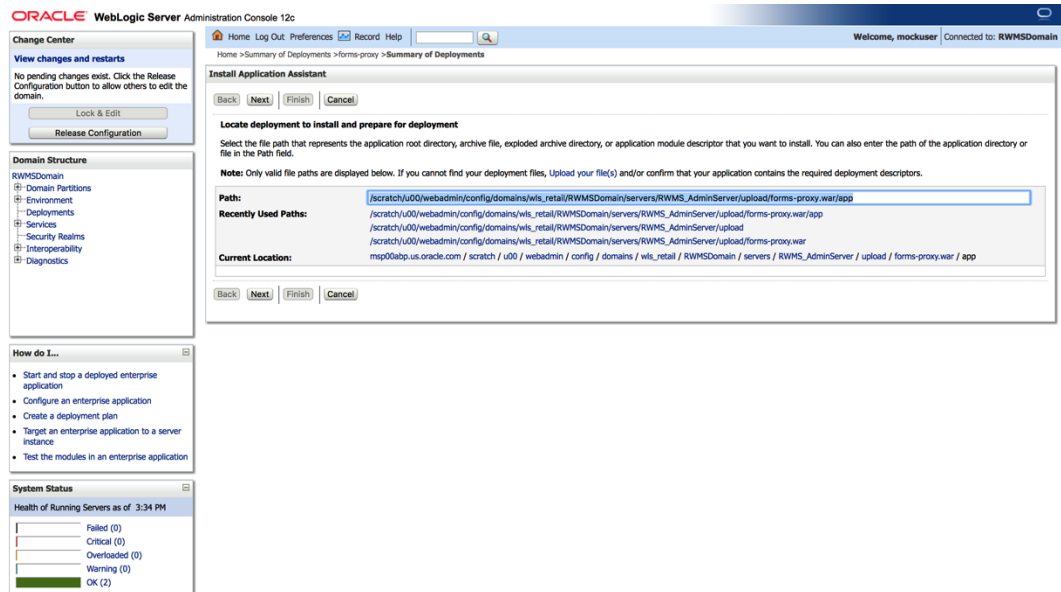 ORACLE WebLogic Server Administration Console 12c
Change Center
View changes and restarts
No pending changes exist. Click the Release
Configuration button to allow others to edit the
domain.
Lock & Edit
Release Configuration
Domain Structure
RWMSDomain
Domain Partitions
Environment
Deployments
Services
Security Realms
Interoperability
Diagnostics
How do I...
Start and stop a deployed enterprise
application
Configure an enterprise application
Create a deployment plan
Target an enterprise application to a server
instance
Test the modules in an enterprise application
System Status
Health of Running Servers as of 3:34 PM
Failed (0)
Critical (0)
Overloaded (0)
Warning (0)
OK (2)
Home Log Out Preferences Record Help
Welcome, mockuser Connected to: RWMSDomain
Home >Summary of Deployments >forms-proxy >Summary of Deployments
Install Application Assistant
Back Next Finish Cancel
Locate deployment to install and prepare for deployment
Select the file path that represents the application root directory, archive file, exploded archive directory, or application module descriptor that you want to install. You can also enter the path of the application directory or
file in the Path field.
Note: Only valid file paths are displayed below. If you cannot find your deployment files, Upload your file(s) and/or confirm that your application contains the required deployment descriptors.
Path: /scratch/u00/webadmin/config/domains/wls_retail/RWMSDomain/servers/RWMS_AdminServer/upload/forms-proxy.war/app
Recently Used Paths: /scratch/u00/webadmin/config/domains/wls_retail/RWMSDomain/servers/RWMS_AdminServer/upload/forms-proxy.war/app
/scratch/u00/webadmin/config/domains/wls_retail/RWMSDomain/servers/RWMS_AdminServer/upload
/scratch/u00/webadmin/config/domains/wls_retail/RWMSDomain/servers/RWMS_AdminServer/upload/forms-proxy.war
Current Location: msp00abp.us.oracle.com / scratch / u00 / webadmin / config / domains / wls_retail / RWMSDomain / servers / RWMS_AdminServer / upload / forms-proxy.war / app
Back Next Finish Cancel